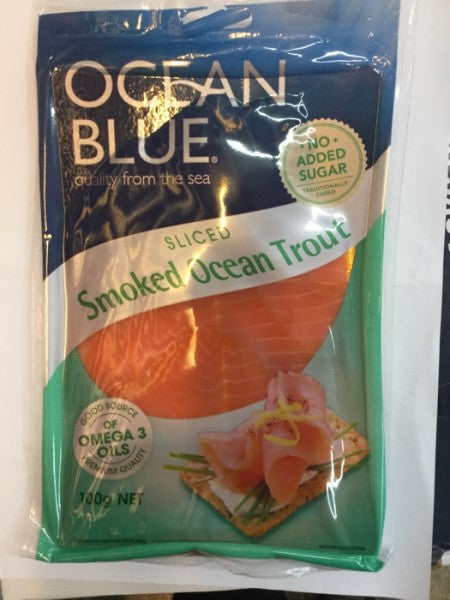 OCEAN
BLUE®
quality from the sea
• NO •
ADDED
SUGAR
TRADITIONALLY
CURED
SLICED
Smoked Ocean Trout
GOOD SOURCE
OF
OMEGA 3
OILS
PREMIUM QUALITY
100g NET